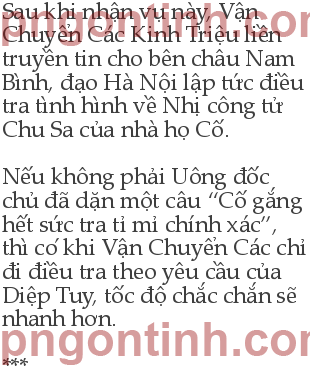 Sau khi nhận vụ này, Vận
Chuyển Các Kinh Triệu liền
truyền tin cho bên châu Nam
Bình, đạo Hà Nội lập tức điều
tra tình hình về Nhị công tử
Chu Sa của nhà họ Cố.
Nếu không phải Uông đốc
chủ đã dặn một câu “Cố gắng
hết sức tra tỉ mỉ chính xác”,
thì có khi Vận Chuyển Các chỉ
đi điều tra theo yêu cầu của
Diệp Tuy, tốc độ chắc chắn sẽ
nhanh hơn.
pngontinh.com
***